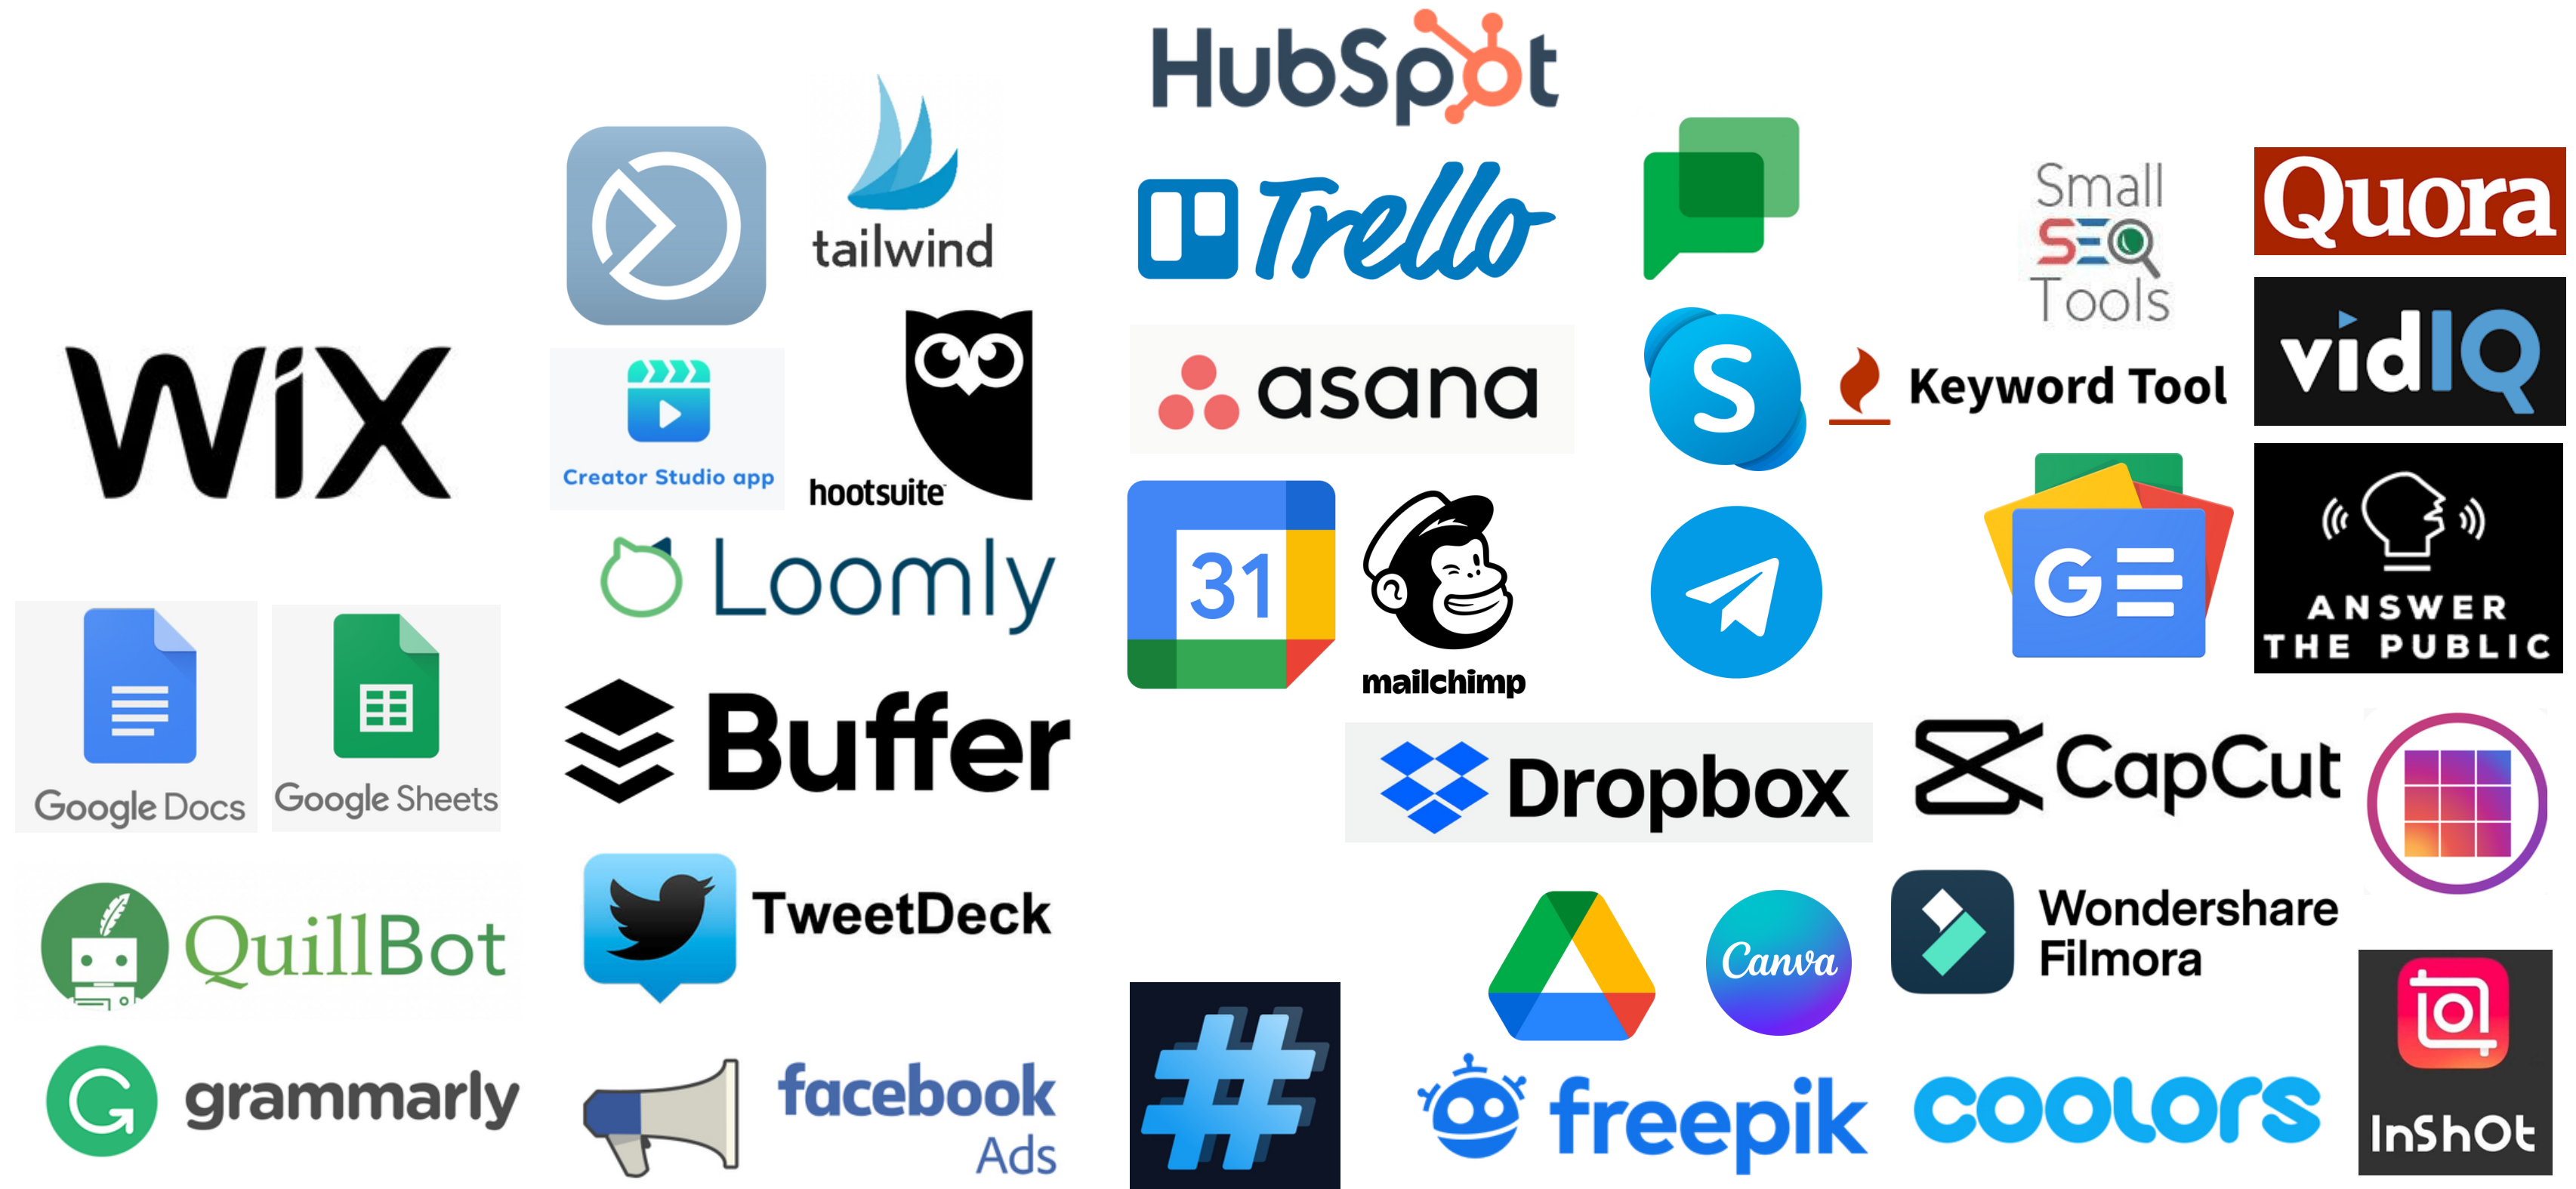 WiX
Google Docs
Google Sheets
QuillBot
G
grammarly
tailwind
Creator Studio app
hootsuite
Loomly
Buffer
TweetDeck
facebook
Ads
HubSpot
Trello
asana
31
mailchimp
#
S
Small
SEO
Tools
Keyword Tool
G
Quora
vidIQ
ANSWER
THE PUBLIC
Dropbox
CapCut
Canva
Wondershare
Filmora
freepik
coolors
InShOt